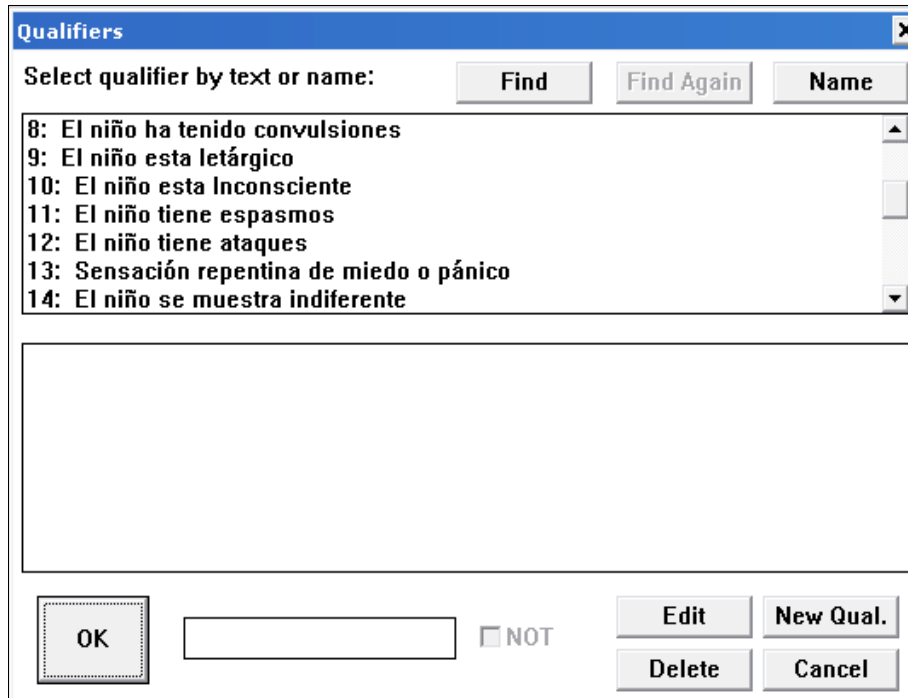 Qualifiers
Select qualifier by text or name:
Find
Find Again
Name
8: El niño ha tenido convulsiones
9: El niño esta letárgico
10: El niño esta Inconsciente
11: El niño tiene espasmos
12: El niño tiene ataques
13: Sensación repentina de miedo o pánico
14: El niño se muestra indiferente
OK
NOT
Edit
New Qual.
Delete
Cancel